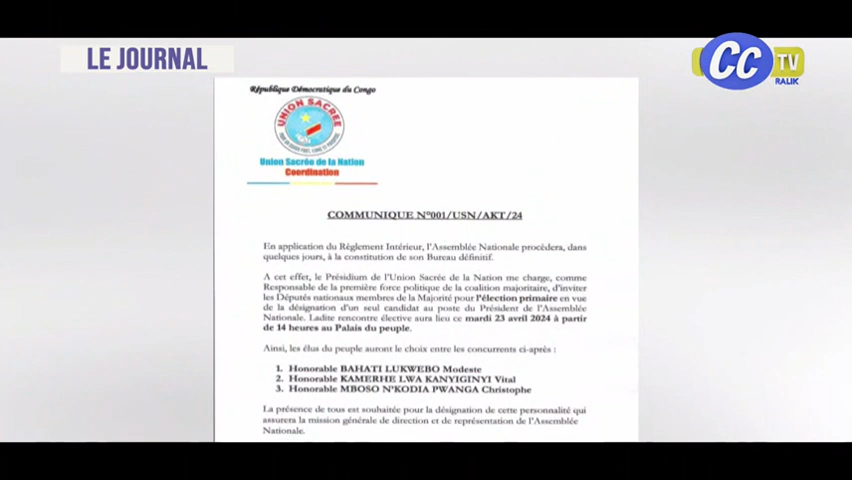 LE JOURNAL
CC TV
RALIK
République Démocratique du Congo
UNION SACREE
Union Sacrée de la Nation
Coordination
COMMUNIQUE N°001/USN/AKT/24
En application du Règlement Intérieur, l'Assemblée Nationale procèdera, dans
quelques jours, à la constitution de son Bureau définitif.
A cet effet, le Présidium de l'Union Sacrée de la Nation me charge, comme
Responsable de la première force politique de la coalition majoritaire, d'inviter
les Députés nationaux membres de la Majorité pour l'élection primaire en vue
de la désignation d'un seul candidat au poste du Président de l'Assemblée
Nationale. Ladite rencontre élective aura lieu ce mardi 23 avril 2024 à partir
de 14 heures au Palais du peuple.
Ainsi, les élus du peuple auront le choix entre les concurrents ci-après :
1. Honorable BAHATI LUKWEBO Modeste
2. Honorable KAMERHE LWA KANYIGINYI Vital
3. Honorable MBOSO N'KODIA PWANGA Christophe
La présence de tous est souhaitée pour la désignation de cette personnalité qui
assurera la mission générale de direction et de représentation de l'Assemblée
Nationale.